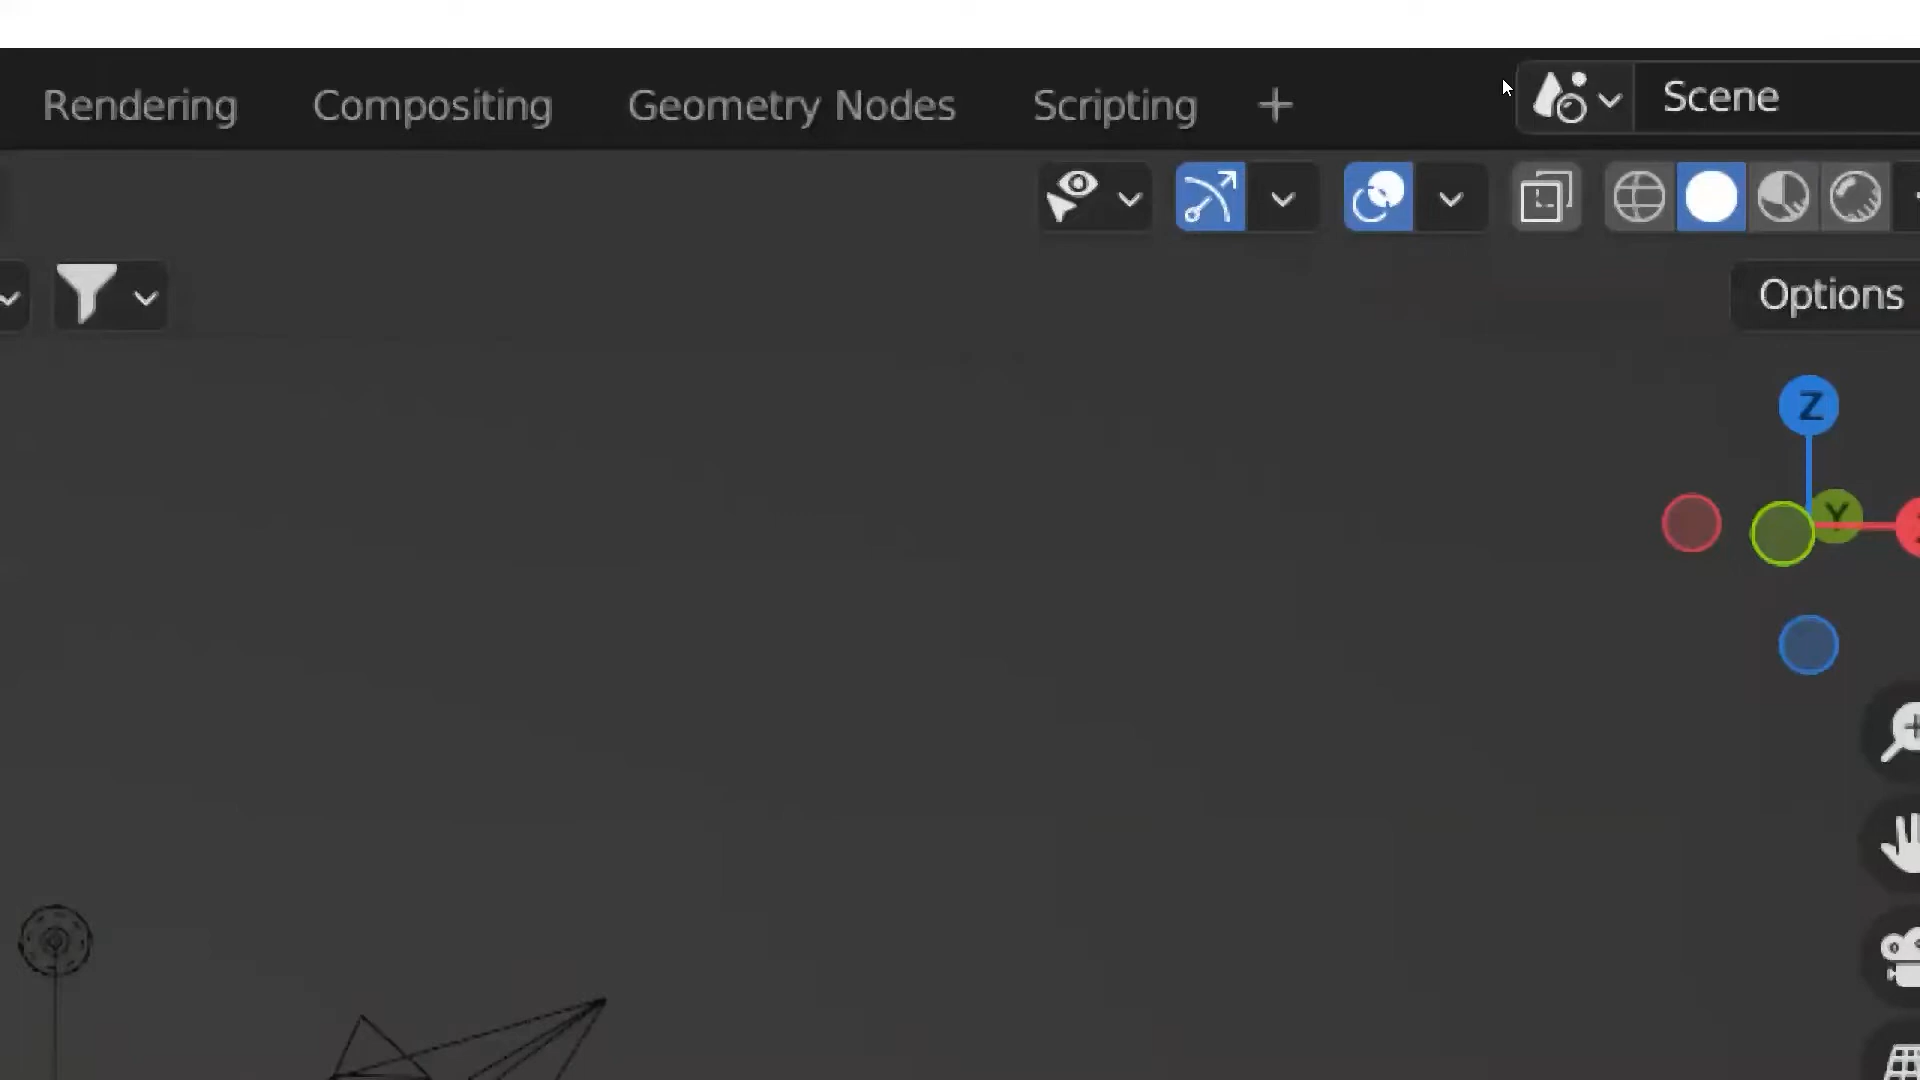 Rendering Compositing Geometry Nodes Scripting + Scene
Options
Z
Y